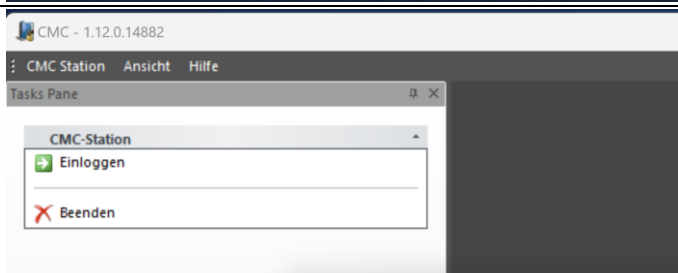 CMC - 1.12.0.14882
CMC Station Ansicht Hilfe
Tasks Pane
CMC-Station
Einloggen
Beenden